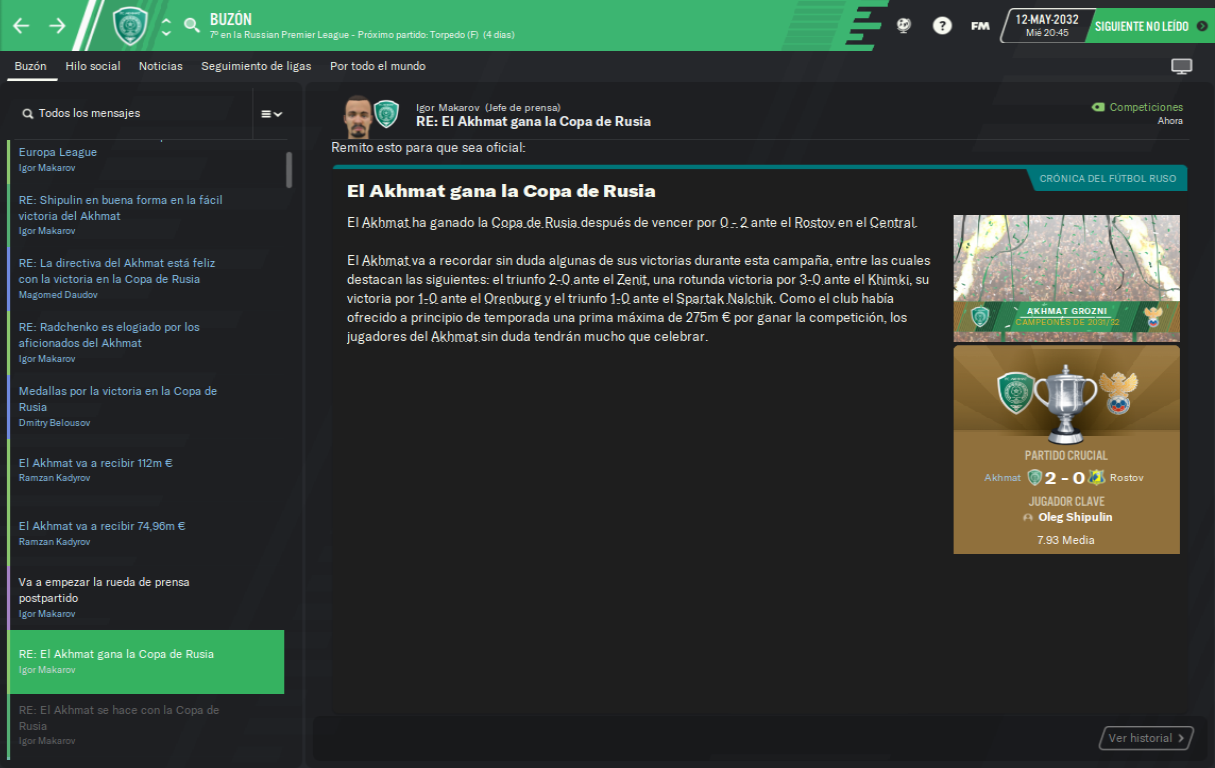 BUZÓN
7º en la Russian Premier League - Próximo partido: Torpedo (F) (4 días)
?
FM
12-MAY-2032
Mié 20:45
SIGUIENTE NO LEÍDO
Buzón
Hilo social
Noticias
Seguimiento de ligas
Por todo el mundo
Todos los mensajes
Europa League
Igor Makarov
RE: Shipulin en buena forma en la fácil
victoria del Akhmat
Igor Makarov
RE: La directiva del Akhmat está feliz
con la victoria en la Copa de Rusia
Magomed Daudov
RE: Radchenko es elogiado por los
aficionados del Akhmat
Igor Makarov
Medallas por la victoria en la Copa de
Rusia
Dmitry Belousov
El Akhmat va a recibir 112m €
Ramzan Kadyrov
El Akhmat va a recibir 74,96m €
Ramzan Kadyrov
Va a empezar la rueda de prensa
postpartido
Igor Makarov
RE: El Akhmat gana la Copa de Rusia
Igor Makarov
RE: El Akhmat se hace con la Copa de
Rusia
Igor Makarov
Igor Makarov (Jefe de prensa)
RE: El Akhmat gana la Copa de Rusia
Competiciones
Ahora
Remito esto para que sea oficial:
CRÓNICA DEL FÚTBOL RUSO
El Akhmat gana la Copa de Rusia
El Akhmat ha ganado la Copa de Rusia después de vencer por 0 - 2 ante el Rostov en el Central.
El Akhmat va a recordar sin duda algunas de sus victorias durante esta campaña, entre las cuales
destacan las siguientes: el triunfo 2-0 ante el Zenit, una rotunda victoria por 3-0 ante el Khimki, su
victoria por 1-0 ante el Orenburg y el triunfo 1-0 ante el Spartak Nalchik. Como el club había
ofrecido a principio de temporada una prima máxima de 275m € por ganar la competición, los
jugadores del Akhmat sin duda tendrán mucho que celebrar.
AKHMAT GROZNI
CAMPEONES DE 2031/32
PARTIDO CRUCIAL
Akhmat 2 - 0 Rostov
JUGADOR CLAVE
Oleg Shipulin
7.93 Media
Ver historial